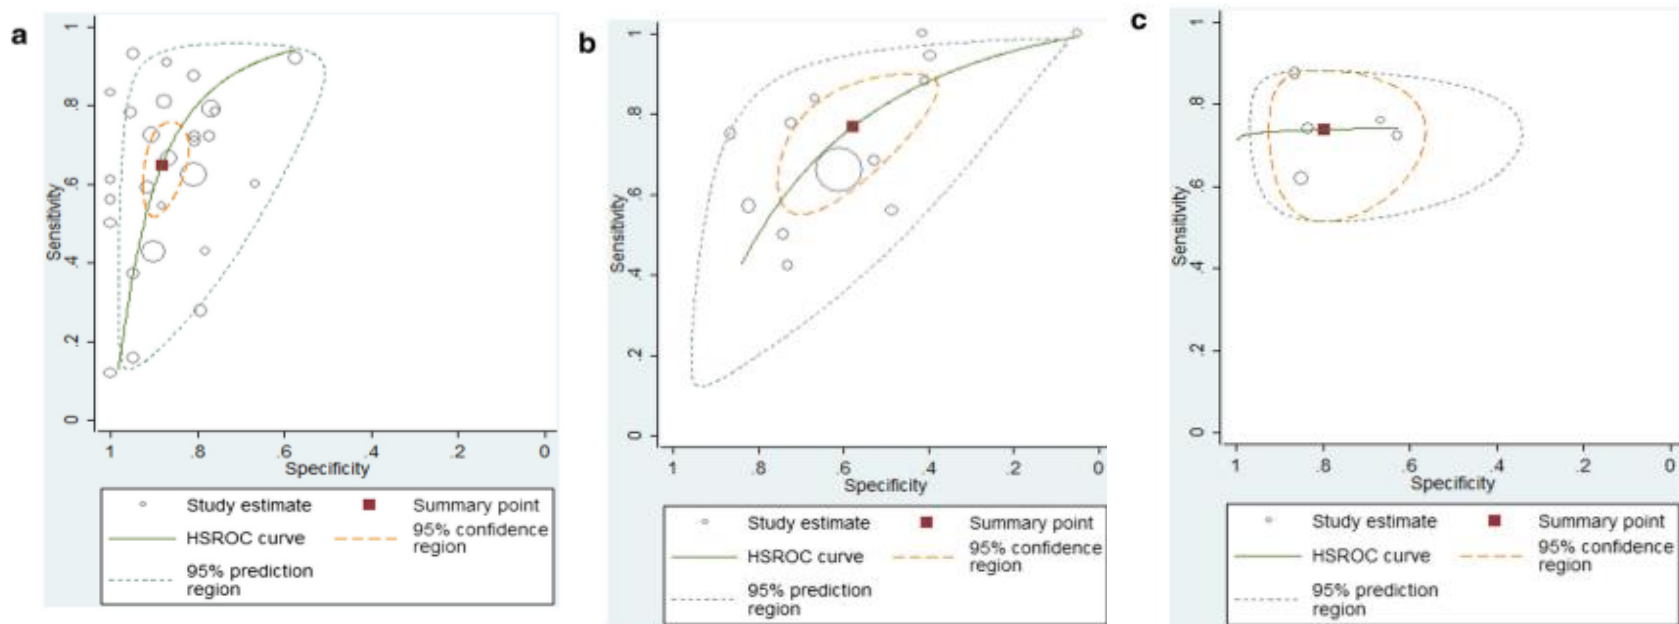 a
Sensitivity
1
.8
.6
.4
.2
0
1 .8 .6 .4 .2 0
Specificity
Study estimate Summary point
HSROC curve 95% confidence
region
95% prediction
region
b
Sensitivity
1
.8
.6
.4
.2
0
1 .8 .6 .4 .2 0
Specificity
Study estimate Summary point
HSROC curve 95% confidence
region
95% prediction
region
c
Sensitivity
1
.8
.6
.4
.2
0
1 .8 .6 .4 .2 0
Specificity
Study estimate Summary point
HSROC curve 95% confidence
region
95% prediction
region